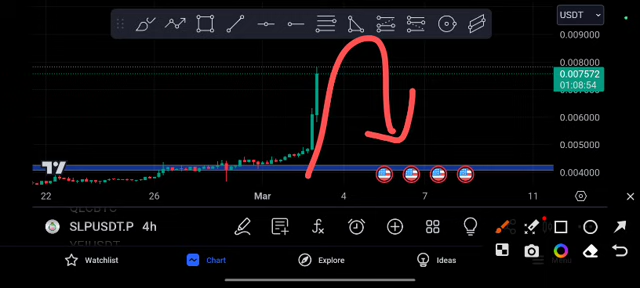 USDT
0.009000
0.008000
0.007572
01:08:54
0.006000
0.005000
0.004000
22 26 Mar 4 7 11
SLPUSDT.P 4h
Watchlist Chart Explore Ideas